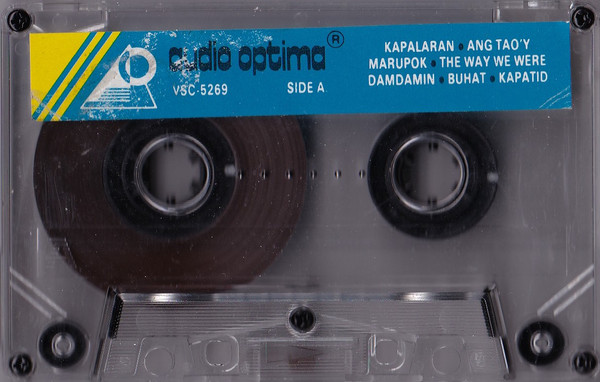 audio optima ®
VSC-5269 SIDE A
KAPALARAN • ANG TAO'Y
MARUPOK • THE WAY WE WERE
DAMDAMIN • BUHAT • KAPATID